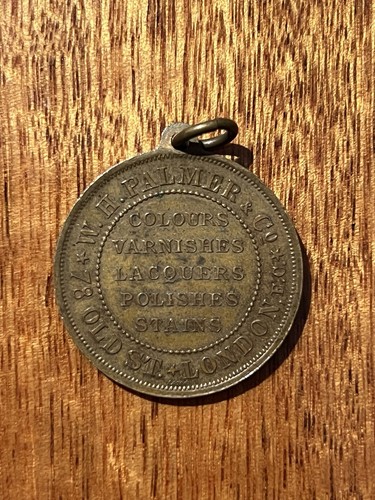 W. H. PALMER & Co.
COLOURS
VARNISHES
LACQUERS
POLISHES
STAINS
78 OLD ST. LONDON E.C.